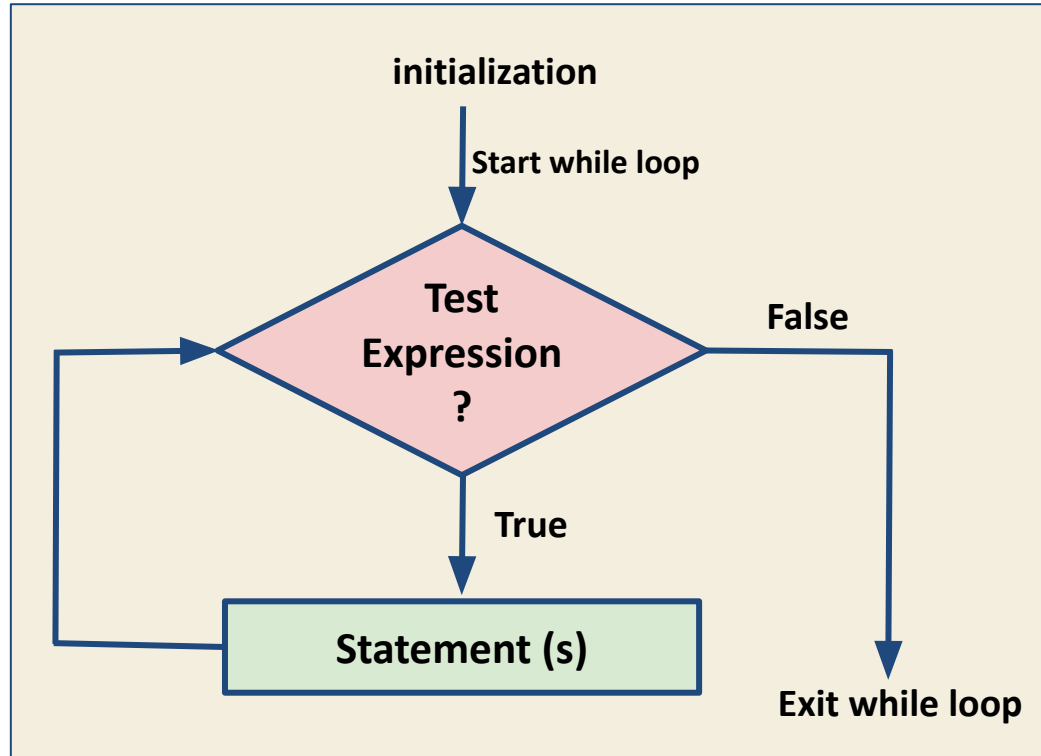 initialization
Start while loop
Test
Expression
?
False
True
Statement (s)
Exit while loop